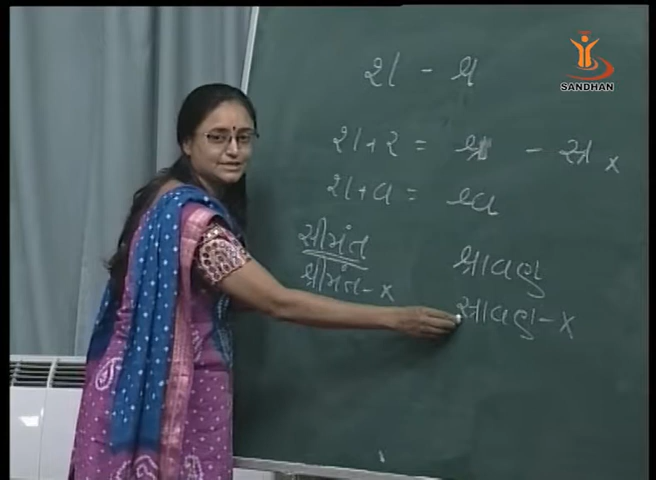 SANDHAN
શ - શ્ર
શ + ર = શ્ર - સ્ર x
શ + વ = શ્વ
સીમંત
શ્રીમંત - x
શ્રાવણ
સ્રાવણ - x